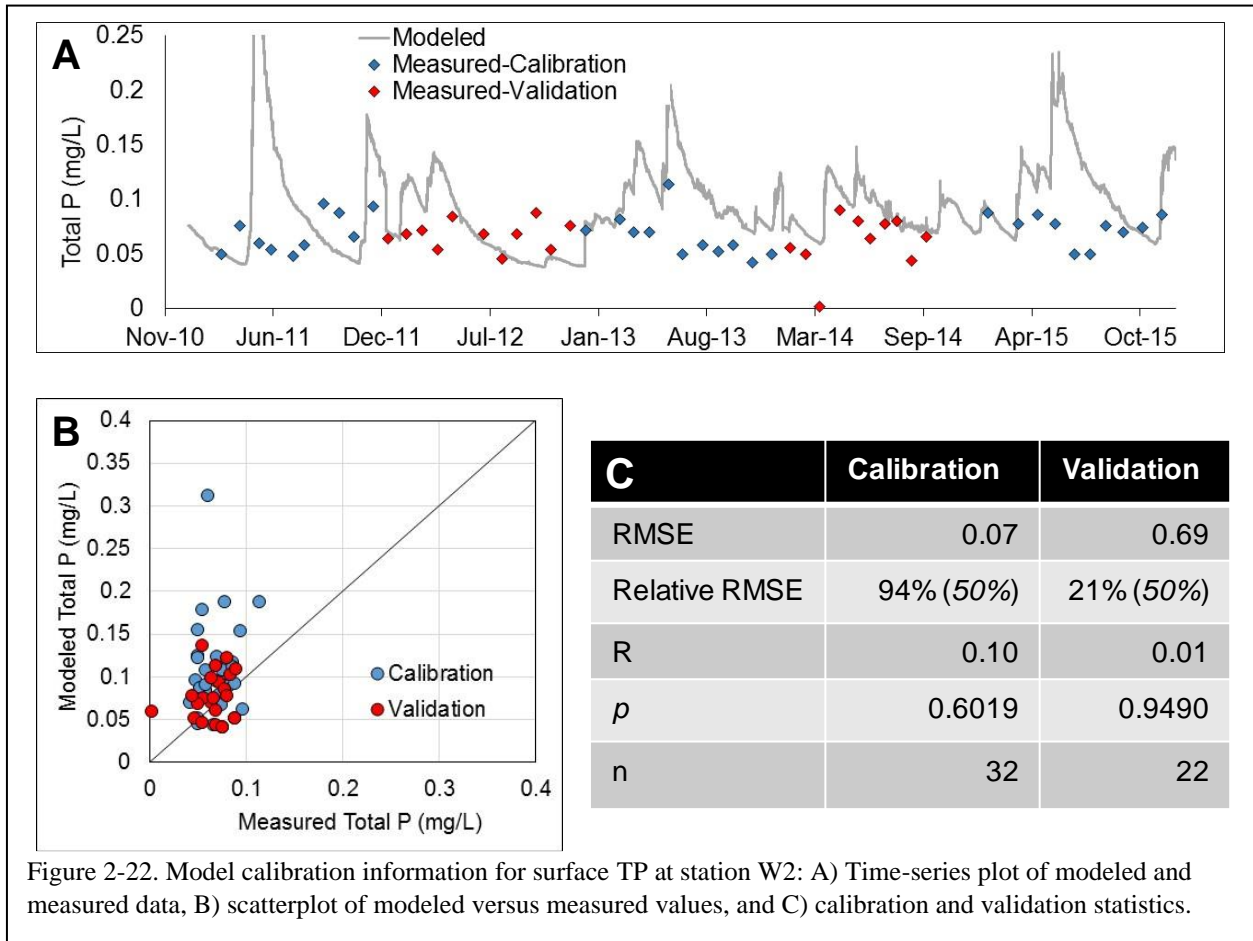 A
Total P (mg/L)
0.25
0.2
0.15
0.1
0.05
0
Modeled
Measured-Calibration
Measured-Validation
Nov-10 Jun-11 Dec-11 Jul-12 Jan-13 Aug-13 Mar-14 Sep-14 Apr-15 Oct-15
B
Modeled Total P (mg/L)
0.4
0.35
0.3
0.25
0.2
0.15
0.1
0.05
0
Calibration
Validation
0 0.1 0.2 0.3 0.4
Measured Total P (mg/L)
C Calibration Validation
RMSE 0.07 0.69
Relative RMSE 94% (50%) 21% (50%)
R 0.10 0.01
p 0.6019 0.9490
n 32 22
Figure 2-22. Model calibration information for surface TP at station W2: A) Time-series plot of modeled and
measured data, B) scatterplot of modeled versus measured values, and C) calibration and validation statistics.